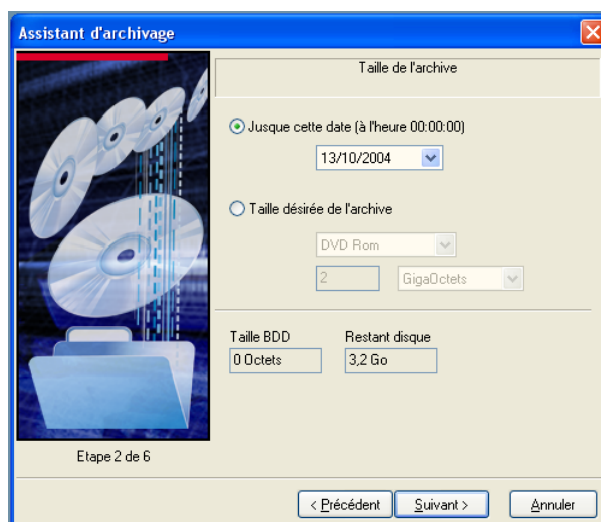 Assistant d'archivage
Taille de l'archive
Jusque cette date (à l'heure 00:00:00)
13/10/2004
Taille désirée de l'archive
DVD Rom
2 GigaOctets
Taille BDD Restant disque
0 Octets 3,2 Go
Etape 2 de 6
< Précédent Suivant > Annuler